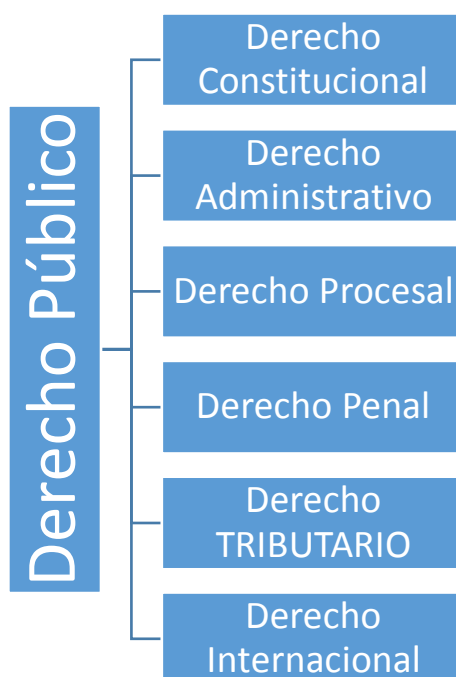 Derecho Público
Derecho
Constitucional
Derecho
Administrativo
Derecho Procesal
Derecho Penal
Derecho
TRIBUTARIO
Derecho
Internacional